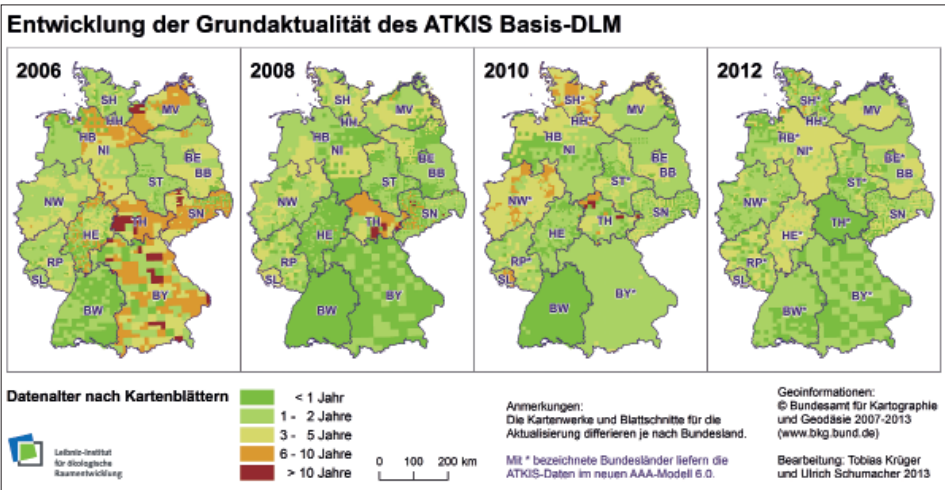 Entwicklung der Grundaktualität des ATKIS Basis-DLM
2006
SH
MV
HH
HB
NI
BE
BB
ST
NW
SN
TH
HE
RP
SL
BY
BW
2008
SH
MV
HH
HB
NI
BE
BB
ST
NW
SN
TH
HE
RP
SL
BY
BW
2010
SH*
MV
HH*
HB
NI
BE
BB
ST*
NW*
SN
TH
HE
RP*
SL
BY*
BW
2012
SH*
MV
HH*
HB*
NI*
BE*
BB
ST*
NW*
SN
TH*
HE*
RP*
SL
BY*
BW*
Datenalter nach Kartenblättern
< 1 Jahr
1 - 2 Jahre
3 - 5 Jahre
6 - 10 Jahre
> 10 Jahre
Leibniz-Institut
für ökologische
Raumentwicklung
0 100 200 km
Anmerkungen:
Die Kartenwerke und Blattschnitte für die
Aktualisierung differieren je nach Bundesland.
Mit * bezeichnete Bundesländer liefern die
ATKIS-Daten im neuen AAA-Modell 6.0.
Geoinformationen:
© Bundesamt für Kartographie
und Geodäsie 2007-2013
(www.bkg.bund.de)
Bearbeitung: Tobias Krüger
und Ulrich Schumacher 2013